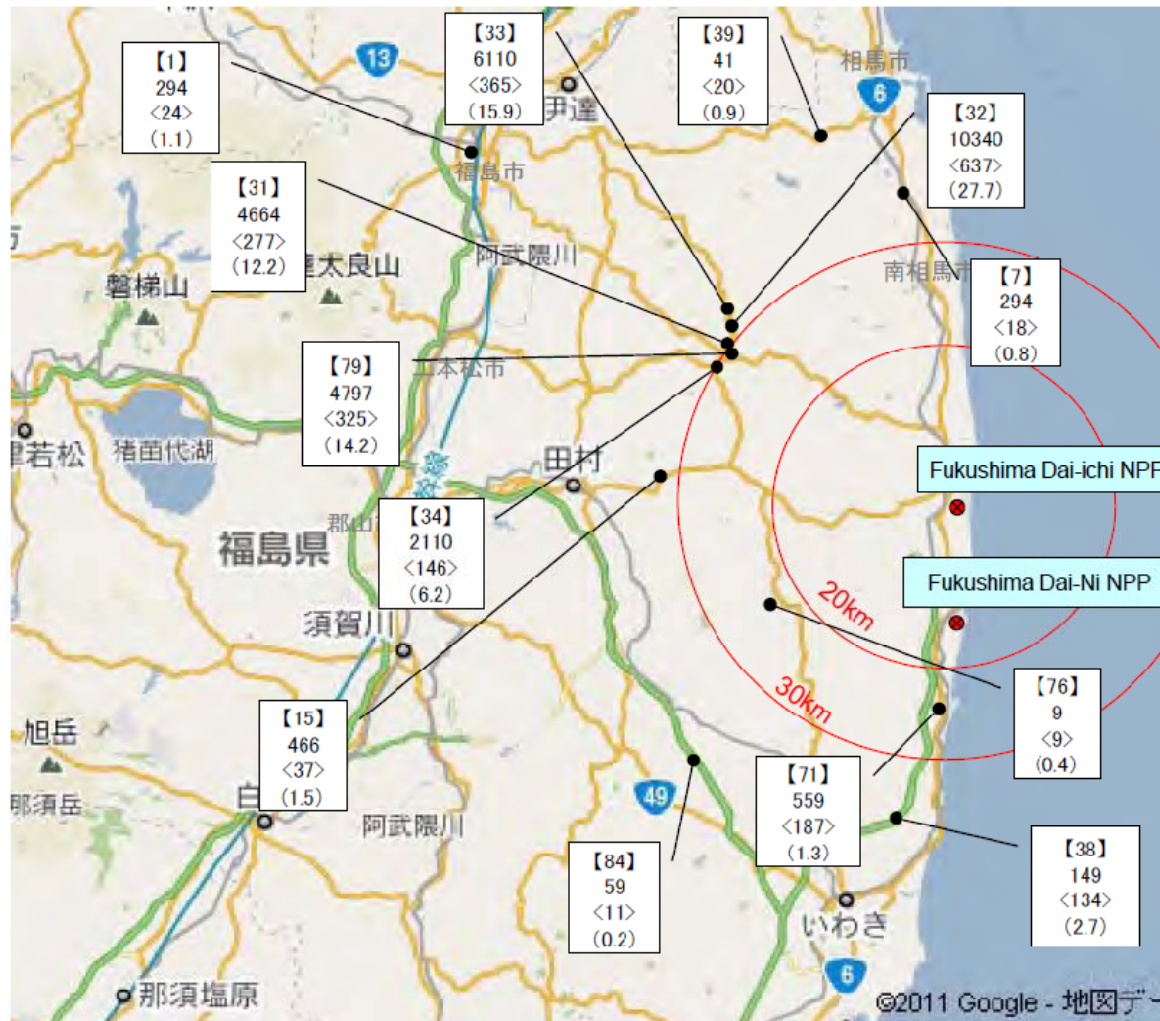 【1】
294
<24>
(1.1)
13
【33】
6110
<365>
(15.9)
伊達
【39】
41
<20>
(0.9)
相馬市
6
【32】
10340
<637>
(27.7)
福島市
【31】
4664
<277>
(12.2)
阿武隈川
達太良山
磐梯山
南相馬市
【7】
294
<18>
(0.8)
【79】
4797
<325>
(14.2)
二本松市
猪苗代湖
津若松
田村
Fukushima Dai-ichi NPP
【34】
2110
<146>
(6.2)
郡山
福島県
Fukushima Dai-Ni NPP
20km
須賀川
30km
【76】
9
<9>
(0.4)
【15】
466
<37>
(1.5)
旭岳
那須岳
白
阿武隈川
49
【71】
559
<187>
(1.3)
【84】
59
<11>
(0.2)
【38】
149
<134>
(2.7)
いわき
6
那須塩原
©2011 Google - 地図デー